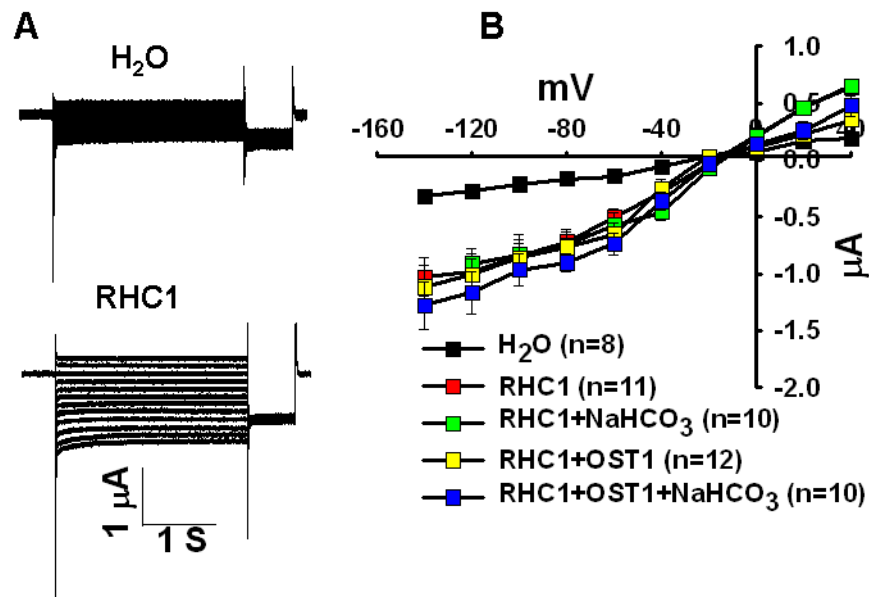 A
H₂O
RHC1
1 µA
1 S
B
mV
-160 -120 -80 -40 0 40
1.0
0.5
0.0
-0.5
-1.0
-1.5
-2.0
µA
H₂O (n=8)
RHC1 (n=11)
RHC1+NaHCO₃ (n=10)
RHC1+OST1 (n=12)
RHC1+OST1+NaHCO₃ (n=10)